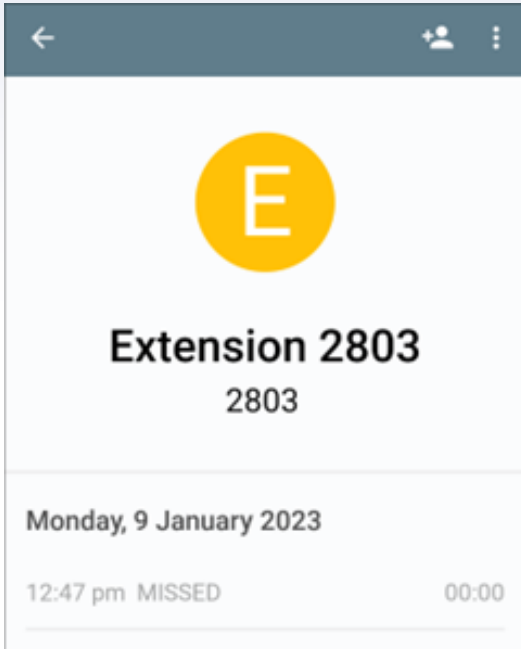 E
Extension 2803
2803
Monday, 9 January 2023
12:47 pm MISSED 00:00